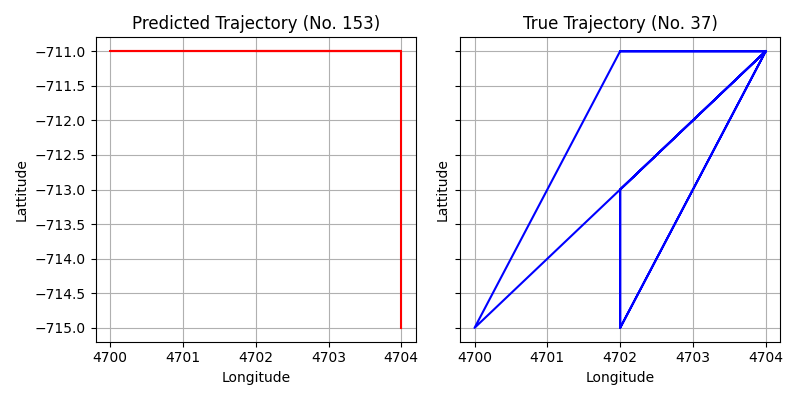 Predicted Trajectory (No. 153)
−711.0
−711.5
−712.0
−712.5
−713.0
−713.5
−714.0
−714.5
−715.0
Lattitude
4700 4701 4702 4703 4704
Longitude
True Trajectory (No. 37)
Lattitude
4700 4701 4702 4703 4704
Longitude